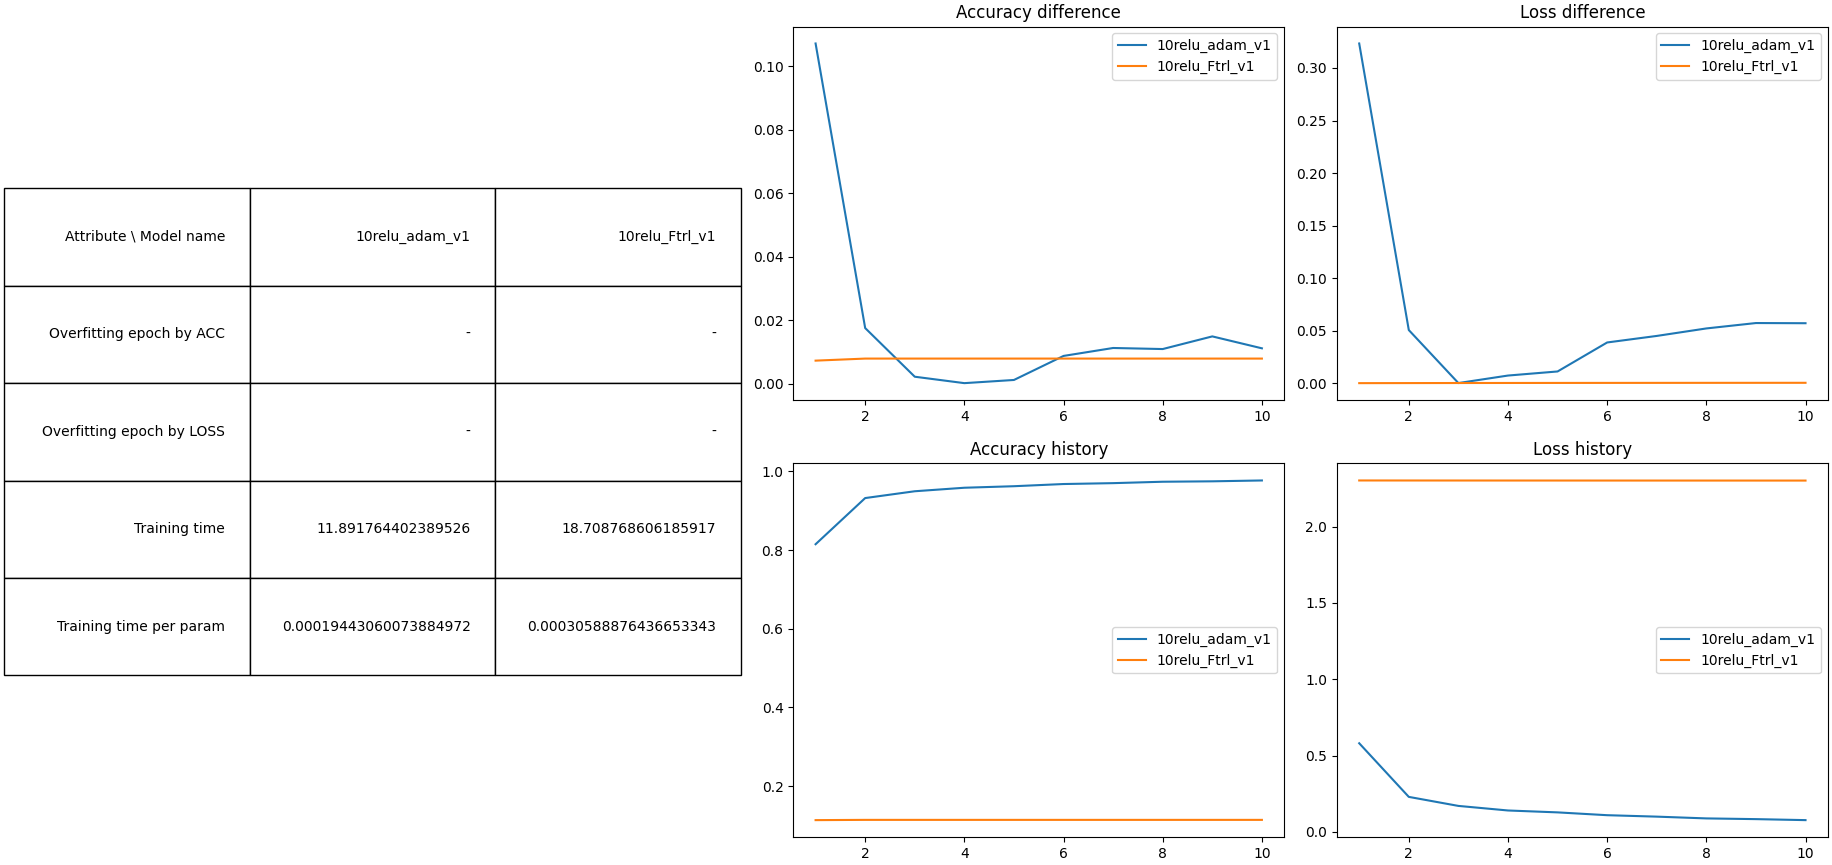 Attribute \ Model name 10relu_adam_v1 10relu_Ftrl_v1
Overfitting epoch by ACC - -
Overfitting epoch by LOSS - -
Training time 11.891764402389526 18.708768606185917
Training time per param 0.00019443060073884972 0.00030588876436653343
Accuracy difference
10relu_adam_v1
10relu_Ftrl_v1
0.10
0.08
0.06
0.04
0.02
0.00
2 4 6 8 10
Loss difference
10relu_adam_v1
10relu_Ftrl_v1
0.30
0.25
0.20
0.15
0.10
0.05
0.00
2 4 6 8 10
Accuracy history
1.0
0.8
0.6
0.4
0.2
10relu_adam_v1
10relu_Ftrl_v1
2 4 6 8 10
Loss history
2.0
1.5
1.0
0.5
0.0
10relu_adam_v1
10relu_Ftrl_v1
2 4 6 8 10